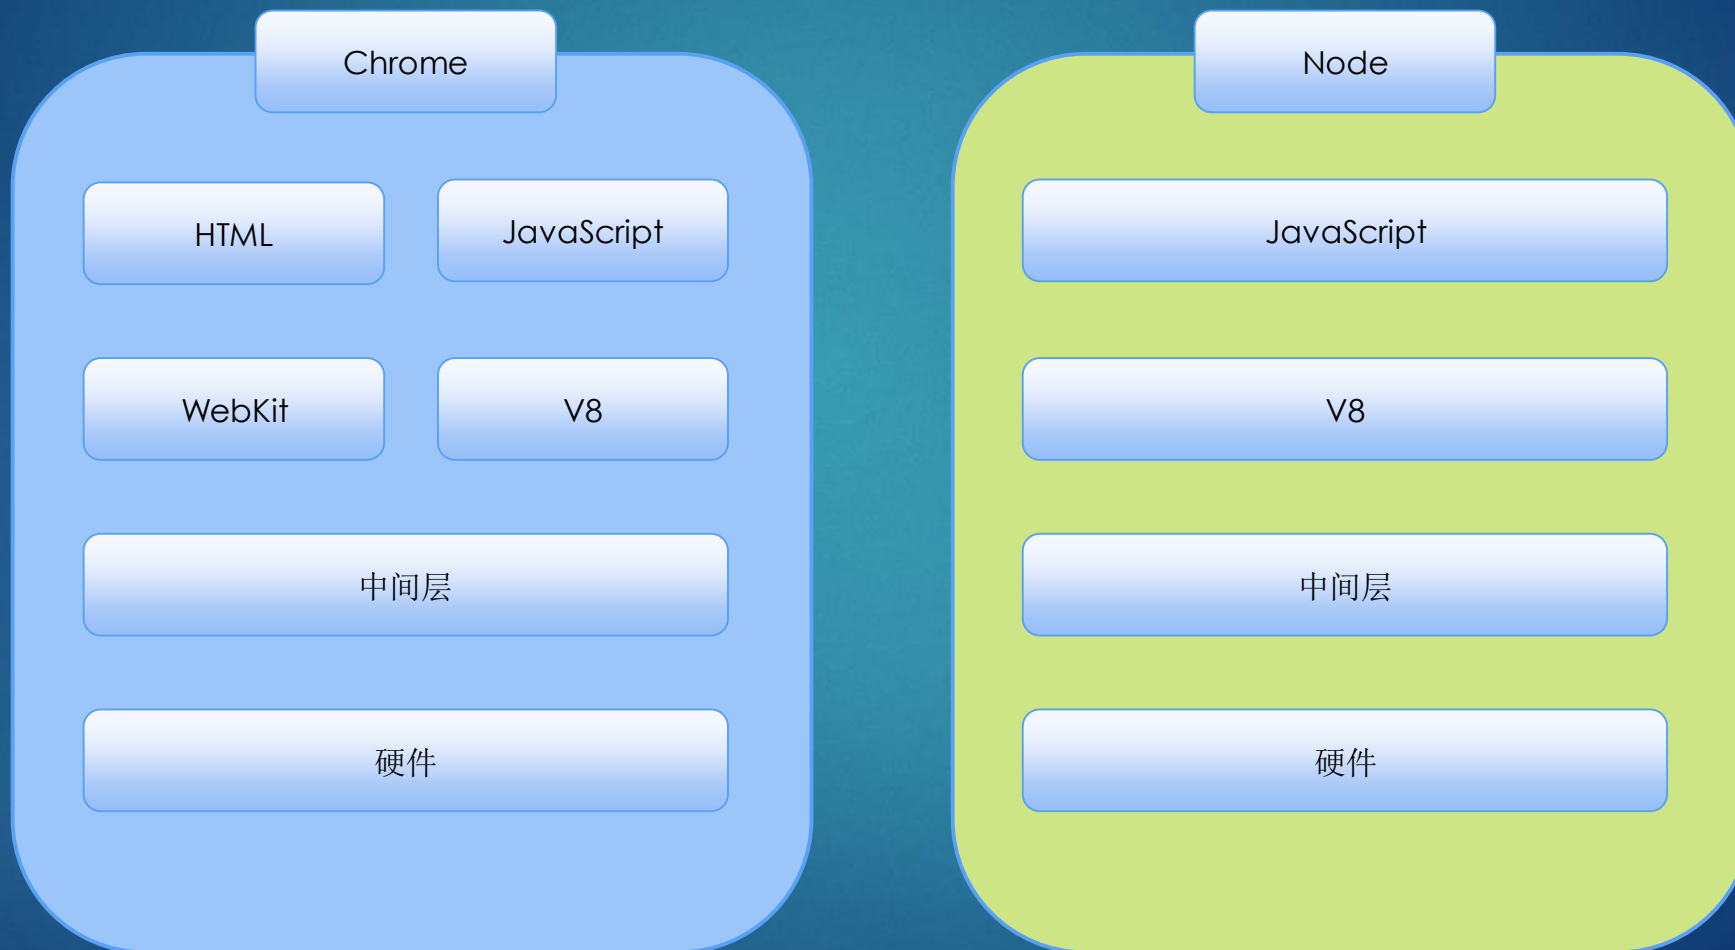 Chrome
HTML
JavaScript
WebKit
V8
中间层
硬件
Node
JavaScript
V8
中间层
硬件